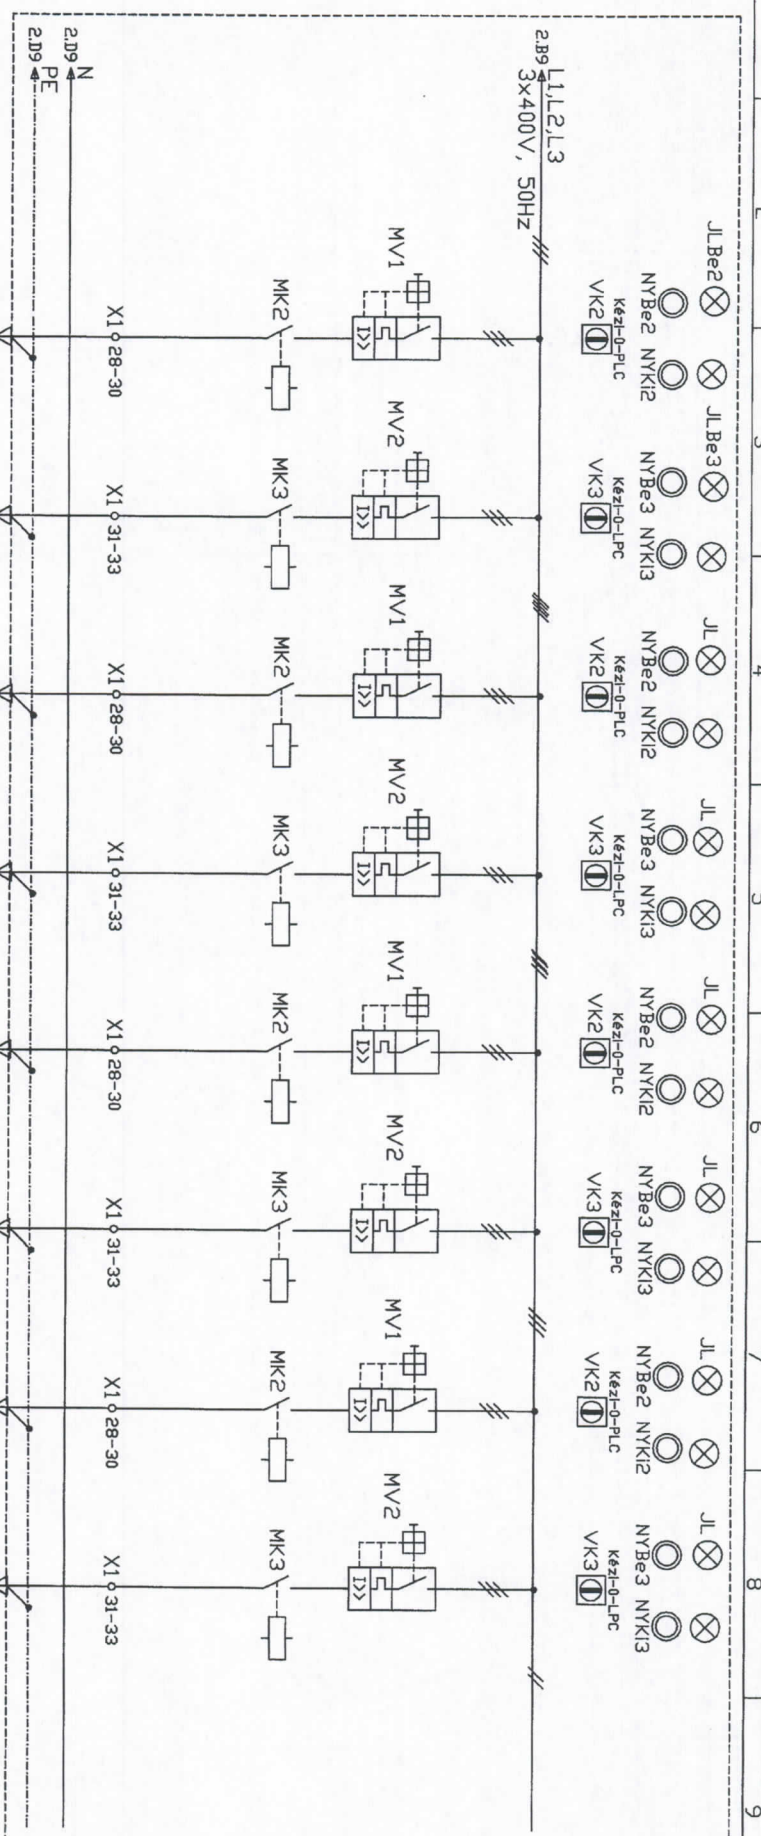 2 3 4 5 6 7 8 9
JLBe2 JLBe3 JL JL JL JL JL JL
NYBe2 NYKi2 NYBe3 NYKi3 NYBe2 NYKi2 NYBe3 NYKi3 NYBe2 NYKi2 NYBe3 NYKi3 NYBe2 NYKi2 NYBe3 NYKi3
Kézi-0-PLC Kézi-0-LPC Kézi-0-PLC Kézi-0-LPC Kézi-0-PLC Kézi-0-LPC Kézi-0-PLC Kézi-0-LPC
VK2 VK3 VK2 VK3 VK2 VK3 VK2 VK3
2.B9 L1,L2,L3
3x400V, 50Hz
MV1 MV2 MV1 MV2 MV1 MV2 MV1 MV2
I>> I>> I>> I>> I>> I>> I>> I>>
MK2 MK3 MK2 MK3 MK2 MK3 MK2 MK3
X1 28-30 X1 31-33 X1 28-30 X1 31-33 X1 28-30 X1 31-33 X1 28-30 X1 31-33
2.D9 N
2.D9 PE